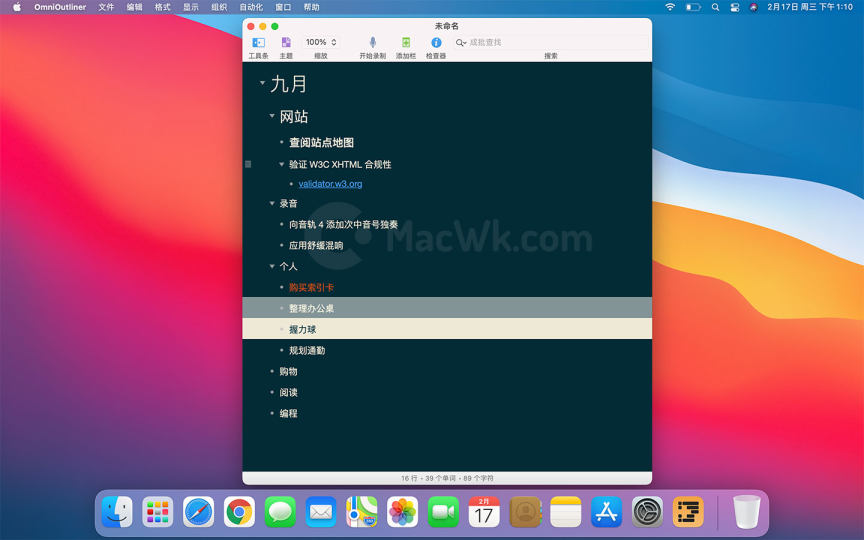 OmniOutliner 文件 编辑 格式 显示 组织 自动化 窗口 帮助 2月17日 周三 下午1:10
未命名
100% 成批查找
工具条 主题 缩放 开始录制 添加栏 检查器 搜索
九月
网站
查阅站点地图
验证 W3C XHTML 合规性
validator.w3.org
录音
向音轨 4 添加次中音号独奏
MacWk.com
应用舒缓混响
个人
购买索引卡
整理办公桌
握力球
规划通勤
购物
阅读
编程
16 行 • 39 个单词 • 89 个字符
2月
17